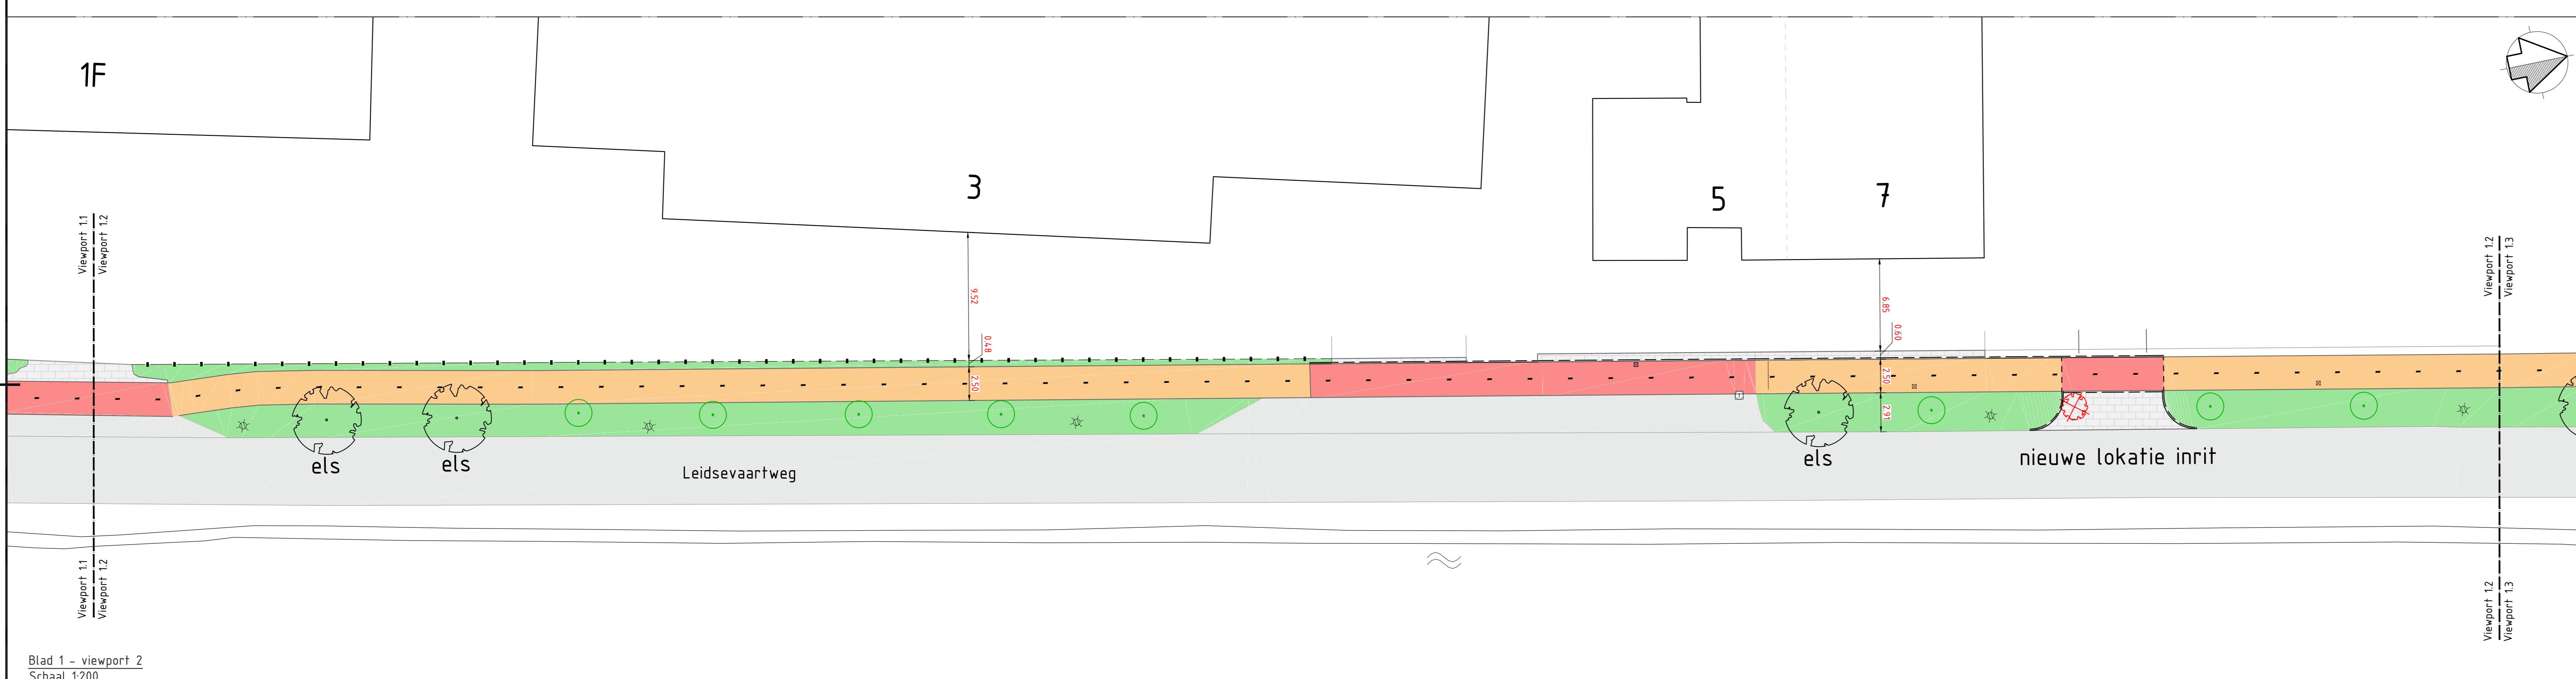 1F
3
5
7
Viewport 1.1
Viewport 1.2
Viewport 1.2
Viewport 1.3
9.52
0.48
2.50
6.85
0.60
2.50
2.91
els
els
Leidsevaartweg
els
nieuwe lokatie inrit
Viewport 1.1
Viewport 1.2
Viewport 1.2
Viewport 1.3
Blad 1 - viewport 2
Schaal 1:200